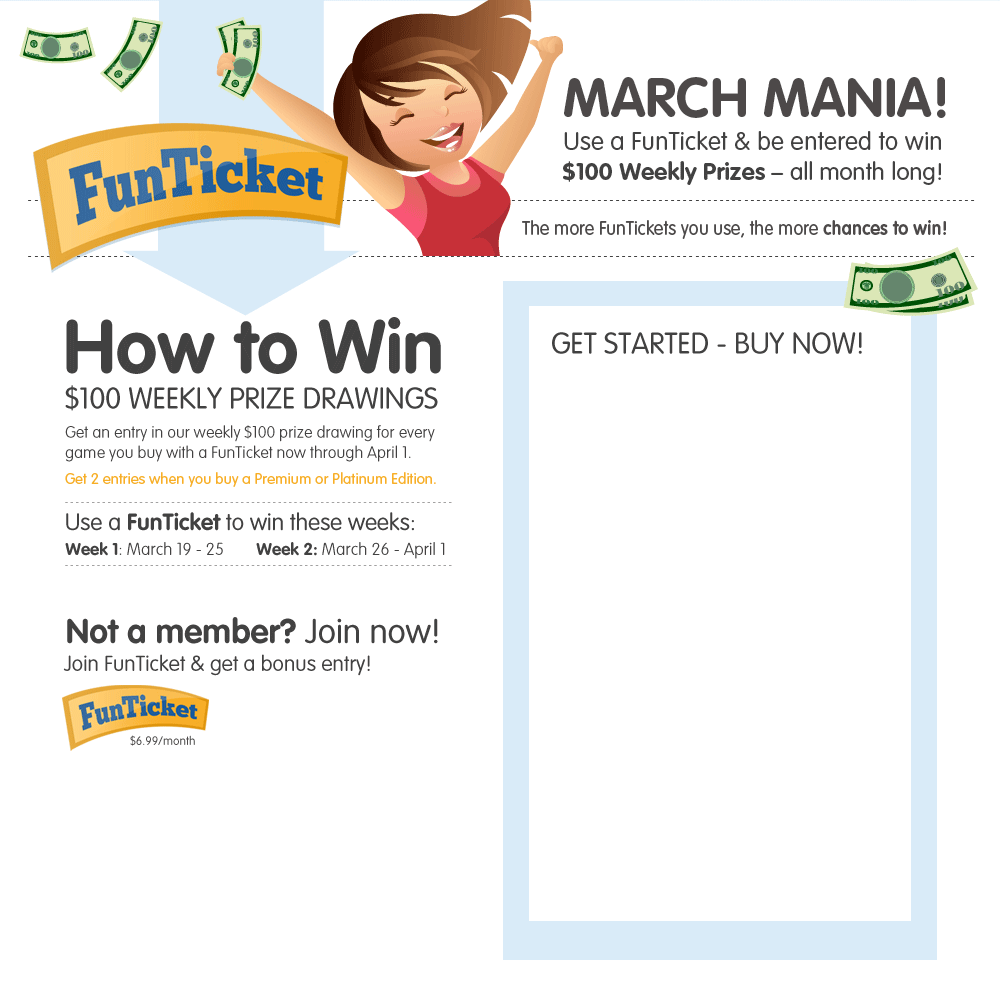 FunTicket
MARCH MANIA!
Use a FunTicket & be entered to win
$100 Weekly Prizes – all month long!
The more FunTickets you use, the more chances to win!
How to Win
$100 WEEKLY PRIZE DRAWINGS
Get an entry in our weekly $100 prize drawing for every
game you buy with a FunTicket now through April 1.
Get 2 entries when you buy a Premium or Platinum Edition.
Use a FunTicket to win these weeks:
Week 1: March 19 - 25 Week 2: March 26 - April 1
Not a member? Join now!
Join FunTicket & get a bonus entry!
FunTicket
$6.99/month
GET STARTED - BUY NOW!
100
100
100
100
100